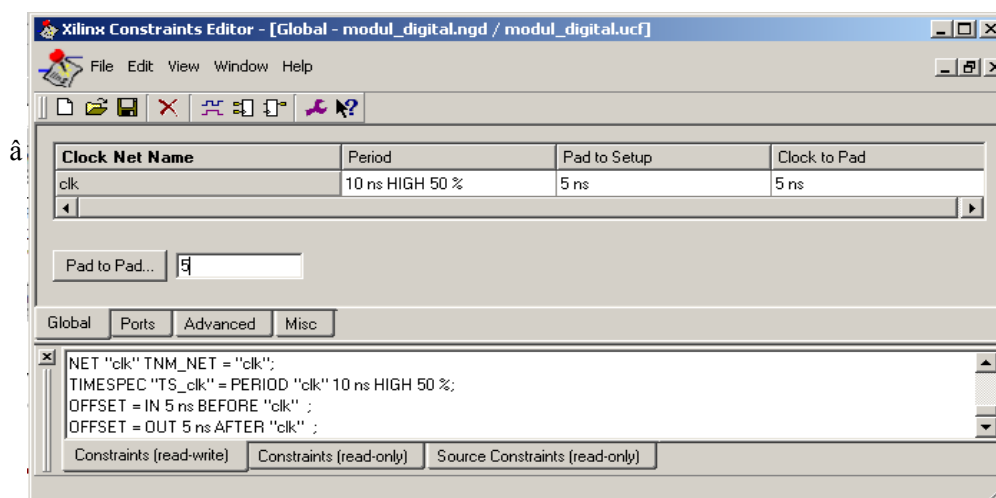 Xilinx Constraints Editor - [Global - modul_digital.ngd / modul_digital.ucf]
File Edit View Window Help
â
Clock Net Name Period Pad to Setup Clock to Pad
clk 10 ns HIGH 50 % 5 ns 5 ns
Pad to Pad... 5
Global Ports Advanced Misc
NET "clk" TNM_NET = "clk";
TIMESPEC "TS_clk" = PERIOD "clk" 10 ns HIGH 50 %;
OFFSET = IN 5 ns BEFORE "clk" ;
OFFSET = OUT 5 ns AFTER "clk" ;
Constraints (read-write) Constraints (read-only) Source Constraints (read-only)